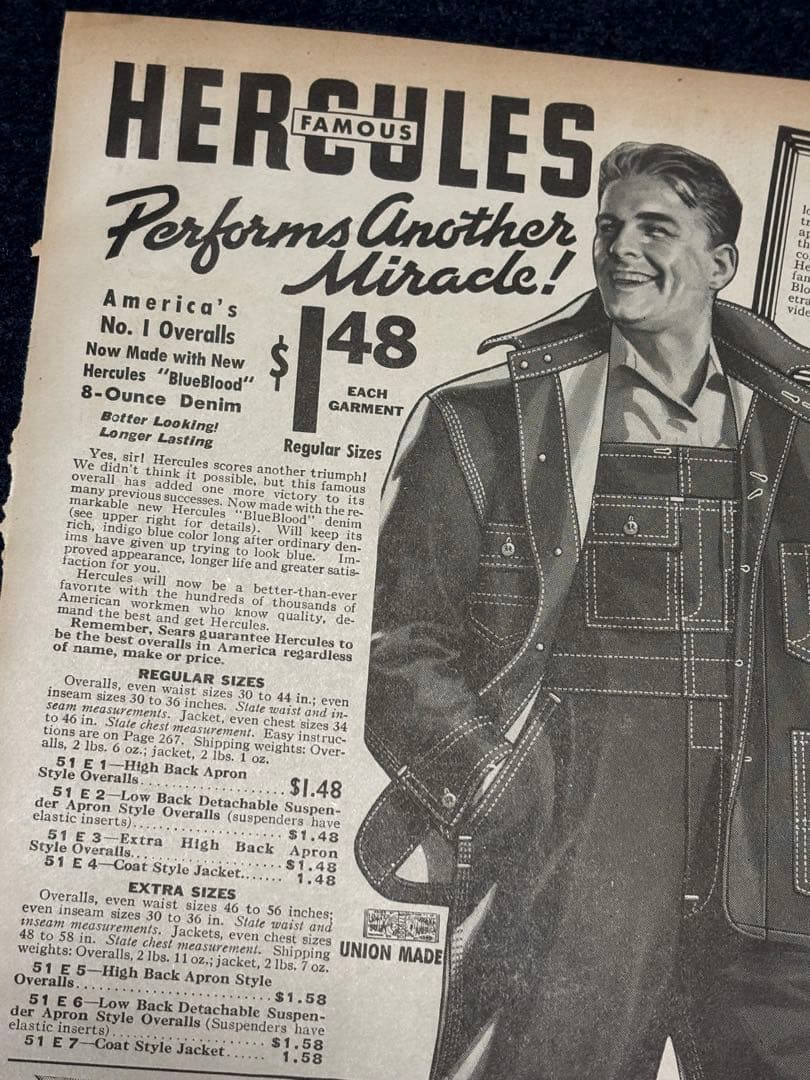 HERCULES
FAMOUS
Performs Another
Miracle!
America's
No. 1 Overalls
Now Made with New
Hercules "BlueBlood"
8-Ounce Denim
Better Looking!
Longer Lasting
$1.48
EACH
GARMENT
Regular Sizes
Yes, sir! Hercules scores another triumph!
We didn't think it possible, but this famous
overall has added one more victory to its
many previous successes. Now made with the re-
markable new Hercules "BlueBlood" denim
(see upper right for details). Will keep its
rich, indigo blue color long after ordinary den-
ims have given up trying to look blue. Im-
proved appearance, longer life and greater satis-
faction for you.
Hercules will now be a better-than-ever
favorite with the hundreds of thousands of
American workmen who know quality, de-
mand the best and get Hercules.
Remember, Sears guarantee Hercules to
be the best overalls in America regardless
of name, make or price.
REGULAR SIZES
Overalls, even waist sizes 30 to 44 in.; even
inseam sizes 30 to 36 inches. State waist and in-
seam measurements. Jacket, even chest sizes 34
to 46 in. State chest measurement. Easy instruc-
tions are on Page 267. Shipping weights: Over-
alls, 2 lbs. 6 oz.; jacket, 2 lbs. 1 oz.
51 E 1—High Back Apron
Style Overalls..................$1.48
51 E 2—Low Back Detachable Suspen-
der Apron Style Overalls (suspenders have
elastic inserts)..................$1.48
51 E 3—Extra High Back Apron
Style Overalls..................$1.48
51 E 4—Coat Style Jacket....... 1.48
EXTRA SIZES
Overalls, even waist sizes 46 to 56 inches;
even inseam sizes 30 to 36 in. State waist and
inseam measurements. Jackets, even chest sizes
48 to 58 in. State chest measurement. Shipping
weights: Overalls, 2 lbs. 11 oz.; jacket, 2 lbs. 7 oz.
51 E 5—High Back Apron Style
Overalls..................$1.58
51 E 6—Low Back Detachable Suspen-
der Apron Style Overalls (Suspenders have
elastic inserts)..................$1.58
51 E 7—Coat Style Jacket...... 1.58
UNION MADE